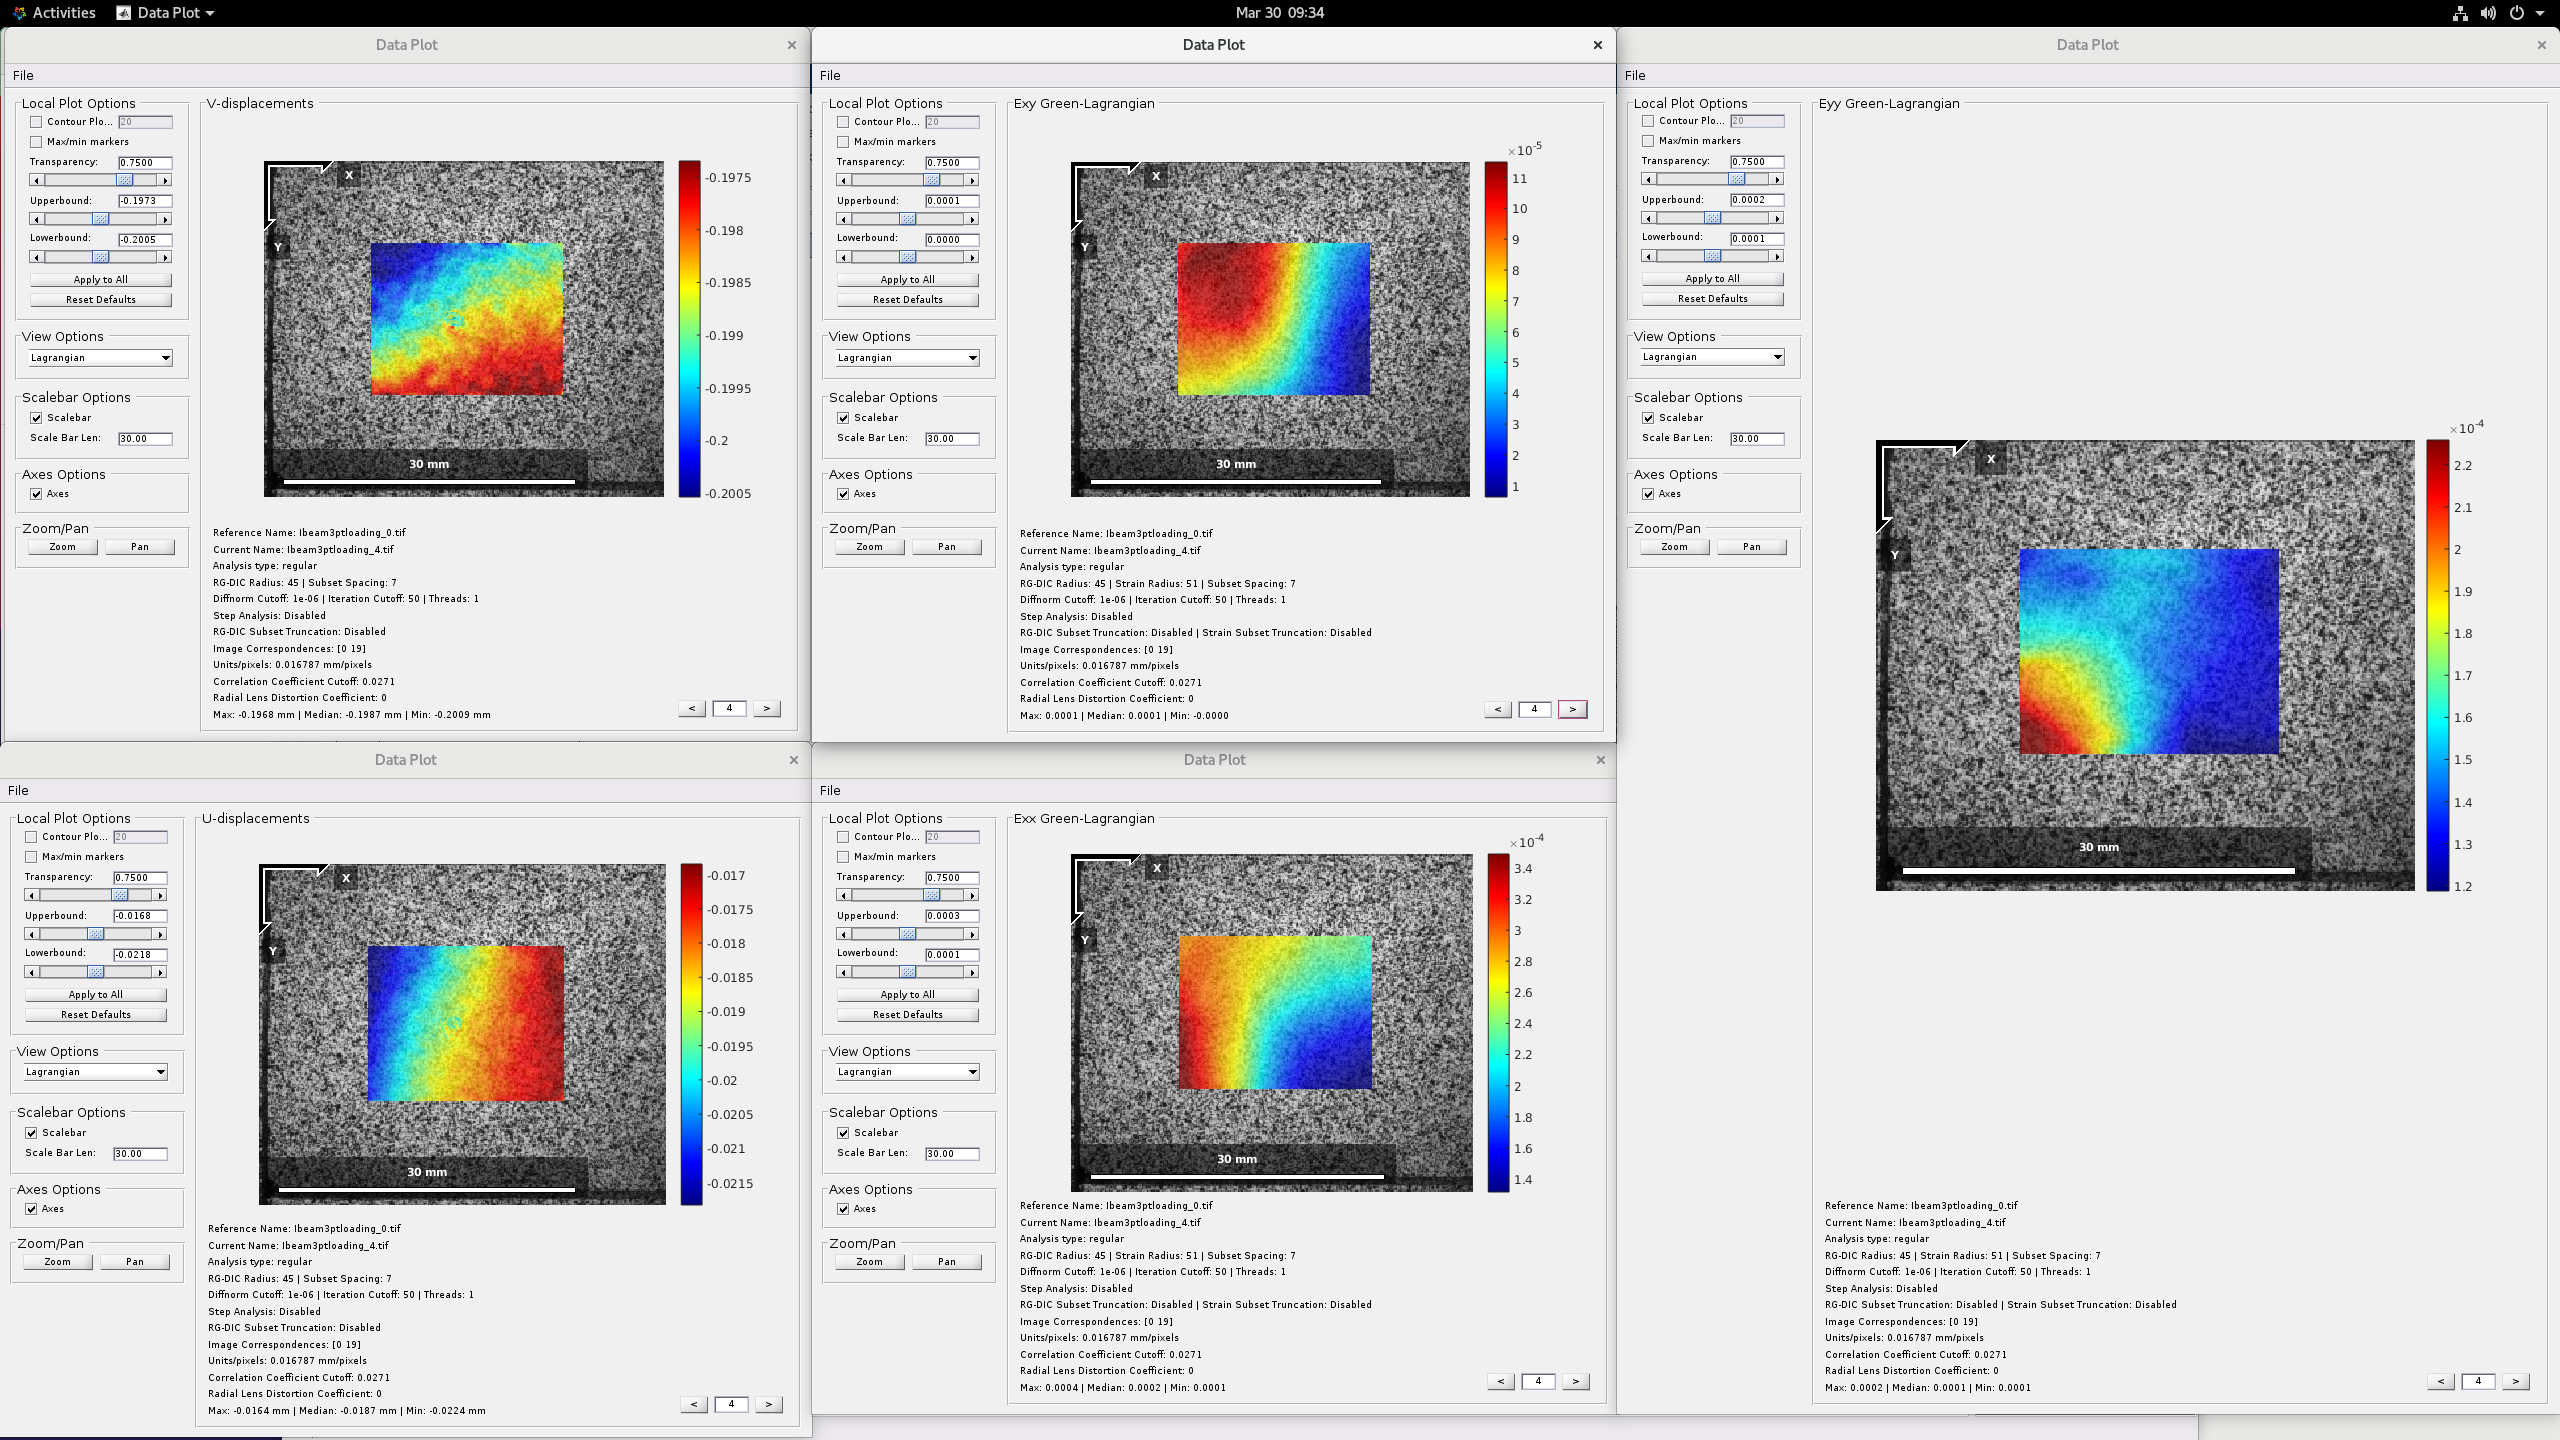 Activities
Data Plot
Mar 30 09:34
Data Plot
File
Local Plot Options
Contour Plo...
20
Max/min markers
Transparency:
0.7500
Upperbound:
-0.1973
Lowerbound:
-0.2005
Apply to All
Reset Defaults
View Options
Lagrangian
Scalebar Options
Scalebar
Scale Bar Len:
30.00
Axes Options
Axes
Zoom/Pan
Zoom
Pan
V-displacements
X
Y
30 mm
-0.1975
-0.198
-0.1985
-0.199
-0.1995
-0.2
-0.2005
Reference Name: Ibeam3ptloading_0.tif
Current Name: Ibeam3ptloading_4.tif
Analysis type: regular
RG-DIC Radius: 45 | Subset Spacing: 7
Diffnorm Cutoff: 1e-06 | Iteration Cutoff: 50 | Threads: 1
Step Analysis: Disabled
RG-DIC Subset Truncation: Disabled
Image Correspondences: [0 19]
Units/pixels: 0.016787 mm/pixels
Correlation Coefficient Cutoff: 0.0271
Radial Lens Distortion Coefficient: 0
Max: -0.1968 mm | Median: -0.1987 mm | Min: -0.2009 mm
<
4
>
Data Plot
File
Local Plot Options
Contour Plo...
20
Max/min markers
Transparency:
0.7500
Upperbound:
0.0001
Lowerbound:
0.0000
Apply to All
Reset Defaults
View Options
Lagrangian
Scalebar Options
Scalebar
Scale Bar Len:
30.00
Axes Options
Axes
Zoom/Pan
Zoom
Pan
Exy Green-Lagrangian
X
Y
30 mm
×10-5
11
10
9
8
7
6
5
4
3
2
1
Reference Name: Ibeam3ptloading_0.tif
Current Name: Ibeam3ptloading_4.tif
Analysis type: regular
RG-DIC Radius: 45 | Strain Radius: 51 | Subset Spacing: 7
Diffnorm Cutoff: 1e-06 | Iteration Cutoff: 50 | Threads: 1
Step Analysis: Disabled
RG-DIC Subset Truncation: Disabled | Strain Subset Truncation: Disabled
Image Correspondences: [0 19]
Units/pixels: 0.016787 mm/pixels
Correlation Coefficient Cutoff: 0.0271
Radial Lens Distortion Coefficient: 0
Max: 0.0001 | Median: 0.0001 | Min: -0.0000
<
4
>
Data Plot
File
Local Plot Options
Contour Plo...
20
Max/min markers
Transparency:
0.7500
Upperbound:
0.0002
Lowerbound:
0.0001
Apply to All
Reset Defaults
View Options
Lagrangian
Scalebar Options
Scalebar
Scale Bar Len:
30.00
Axes Options
Axes
Zoom/Pan
Zoom
Pan
Eyy Green-Lagrangian
X
Y
30 mm
×10-4
2.2
2.1
2
1.9
1.8
1.7
1.6
1.5
1.4
1.3
1.2
Reference Name: Ibeam3ptloading_0.tif
Current Name: Ibeam3ptloading_4.tif
Analysis type: regular
RG-DIC Radius: 45 | Strain Radius: 51 | Subset Spacing: 7
Diffnorm Cutoff: 1e-06 | Iteration Cutoff: 50 | Threads: 1
Step Analysis: Disabled
RG-DIC Subset Truncation: Disabled | Strain Subset Truncation: Disabled
Image Correspondences: [0 19]
Units/pixels: 0.016787 mm/pixels
Correlation Coefficient Cutoff: 0.0271
Radial Lens Distortion Coefficient: 0
Max: 0.0002 | Median: 0.0001 | Min: 0.0001
<
4
>
Data Plot
File
Local Plot Options
Contour Plo...
20
Max/min markers
Transparency:
0.7500
Upperbound:
-0.0168
Lowerbound:
-0.0218
Apply to All
Reset Defaults
View Options
Lagrangian
Scalebar Options
Scalebar
Scale Bar Len:
30.00
Axes Options
Axes
Zoom/Pan
Zoom
Pan
U-displacements
X
Y
30 mm
-0.017
-0.0175
-0.018
-0.0185
-0.019
-0.0195
-0.02
-0.0205
-0.021
-0.0215
Reference Name: Ibeam3ptloading_0.tif
Current Name: Ibeam3ptloading_4.tif
Analysis type: regular
RG-DIC Radius: 45 | Subset Spacing: 7
Diffnorm Cutoff: 1e-06 | Iteration Cutoff: 50 | Threads: 1
Step Analysis: Disabled
RG-DIC Subset Truncation: Disabled
Image Correspondences: [0 19]
Units/pixels: 0.016787 mm/pixels
Correlation Coefficient Cutoff: 0.0271
Radial Lens Distortion Coefficient: 0
Max: -0.0164 mm | Median: -0.0187 mm | Min: -0.0224 mm
<
4
>
Data Plot
File
Local Plot Options
Contour Plo...
20
Max/min markers
Transparency:
0.7500
Upperbound:
0.0003
Lowerbound:
0.0001
Apply to All
Reset Defaults
View Options
Lagrangian
Scalebar Options
Scalebar
Scale Bar Len:
30.00
Axes Options
Axes
Zoom/Pan
Zoom
Pan
Exx Green-Lagrangian
X
Y
30 mm
×10-4
3.4
3.2
3
2.8
2.6
2.4
2.2
2
1.8
1.6
1.4
Reference Name: Ibeam3ptloading_0.tif
Current Name: Ibeam3ptloading_4.tif
Analysis type: regular
RG-DIC Radius: 45 | Strain Radius: 51 | Subset Spacing: 7
Diffnorm Cutoff: 1e-06 | Iteration Cutoff: 50 | Threads: 1
Step Analysis: Disabled
RG-DIC Subset Truncation: Disabled | Strain Subset Truncation: Disabled
Image Correspondences: [0 19]
Units/pixels: 0.016787 mm/pixels
Correlation Coefficient Cutoff: 0.0271
Radial Lens Distortion Coefficient: 0
Max: 0.0004 | Median: 0.0002 | Min: 0.0001
<
4
>